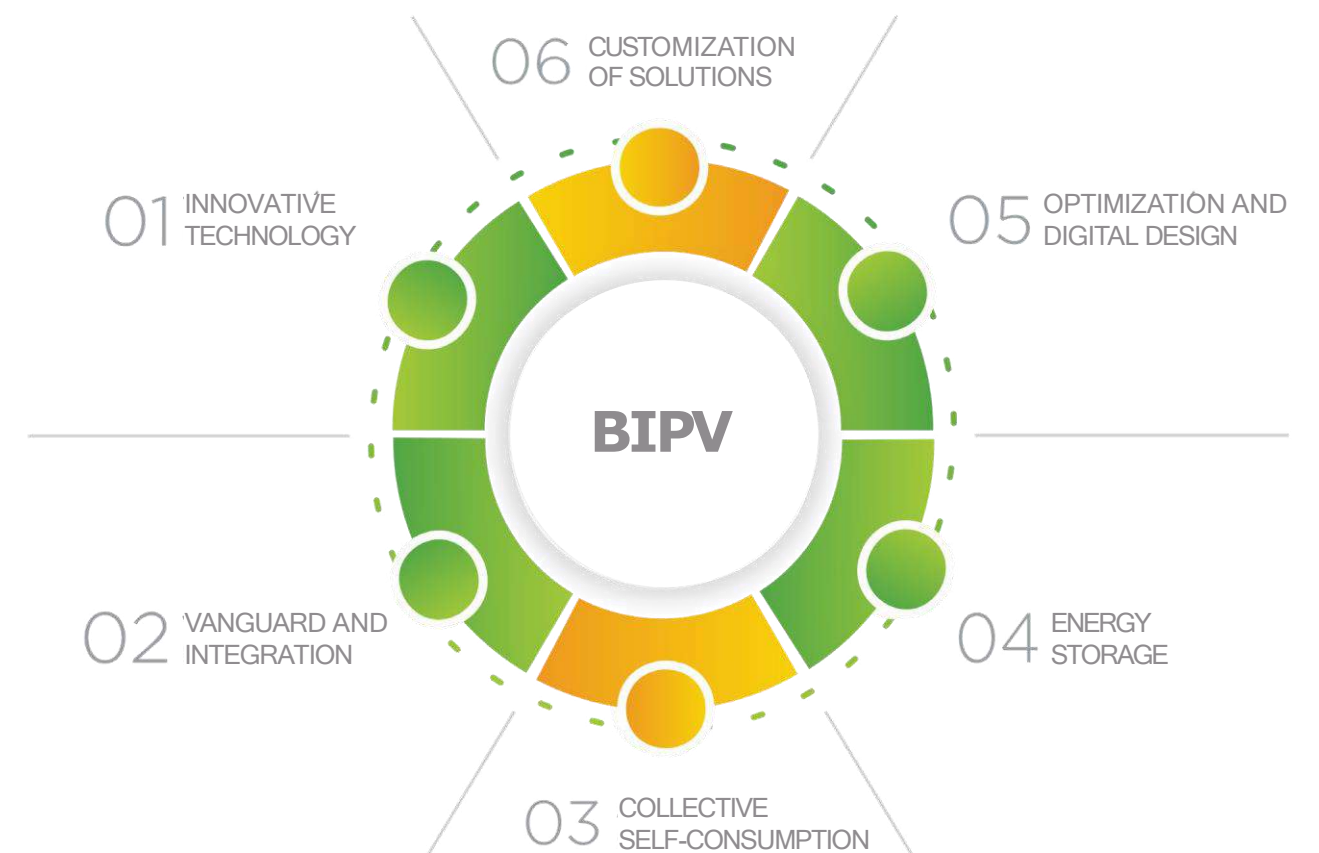 06 CUSTOMIZATION
OF SOLUTIONS
01 INNOVATIVE
TECHNOLOGY
05 OPTIMIZATION AND
DIGITAL DESIGN
BIPV
02 VANGUARD AND
INTEGRATION
04 ENERGY
STORAGE
03 COLLECTIVE
SELF-CONSUMPTION